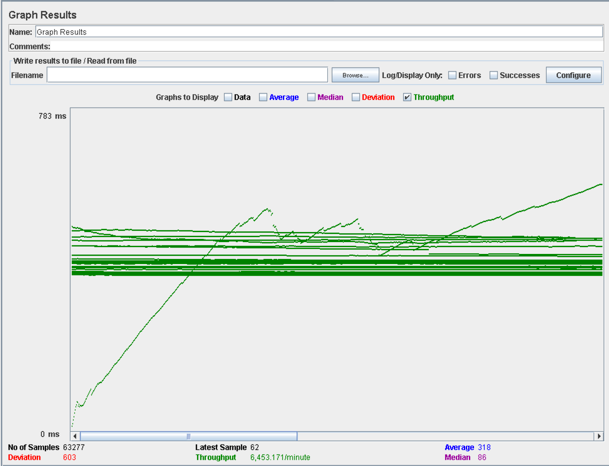 Graph Results
Name: Graph Results
Comments:
Write results to file / Read from file
Filename Browse... Log/Display Only: Errors Successes Configure
Graphs to Display Data Average Median Deviation Throughput
783 ms
0 ms
No of Samples 63277 Latest Sample 62 Average 318
Deviation 603 Throughput 6,453.171/minute Median 86